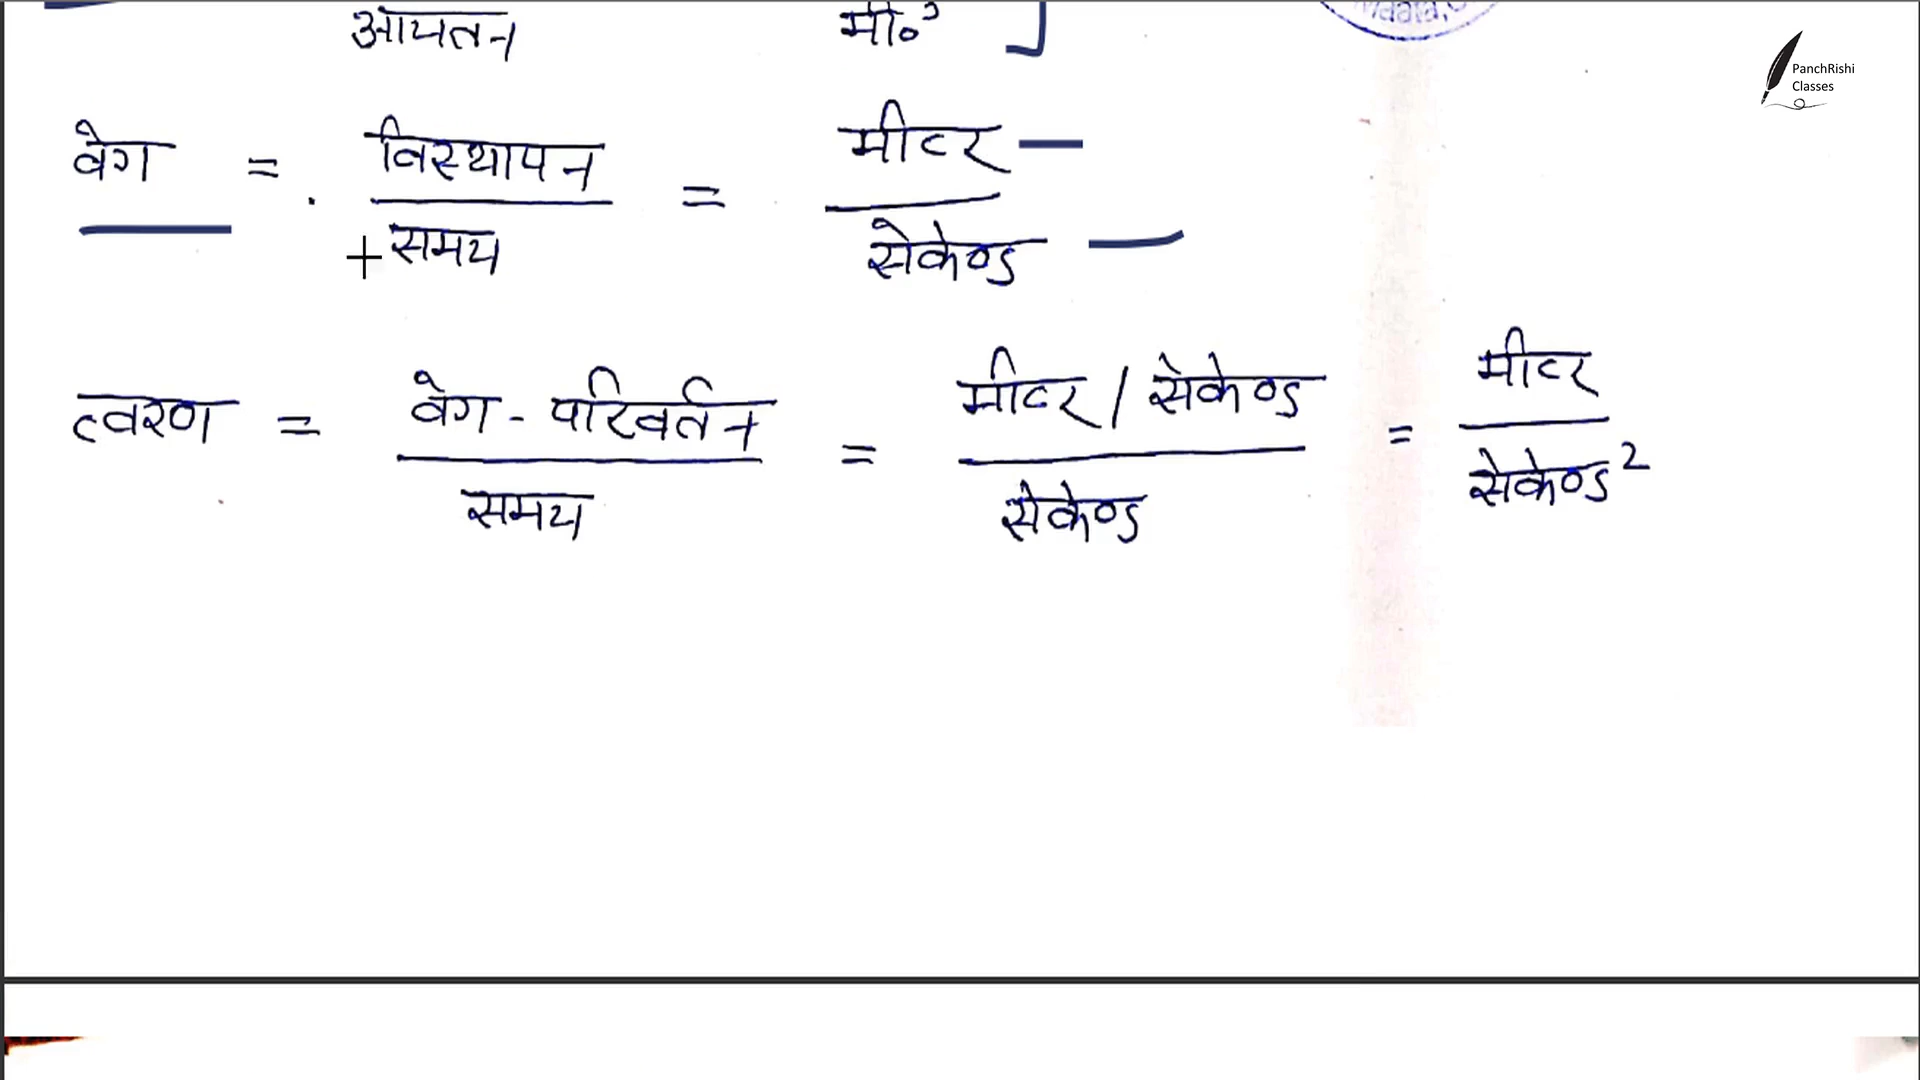 आयतन मी०³
PanchRishi
Classes
वेग = विस्थापन / समय = मीटर / सेकेण्ड
त्वरण = वेग - परिवर्तन / समय = मीटर / सेकेण्ड / सेकेण्ड = मीटर / सेकेण्ड²